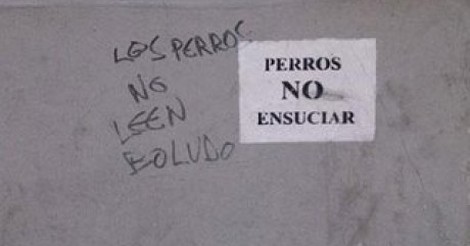 LOS PERROS
NO
LEEN
BOLUDO
PERROS
NO
ENSUCIAR